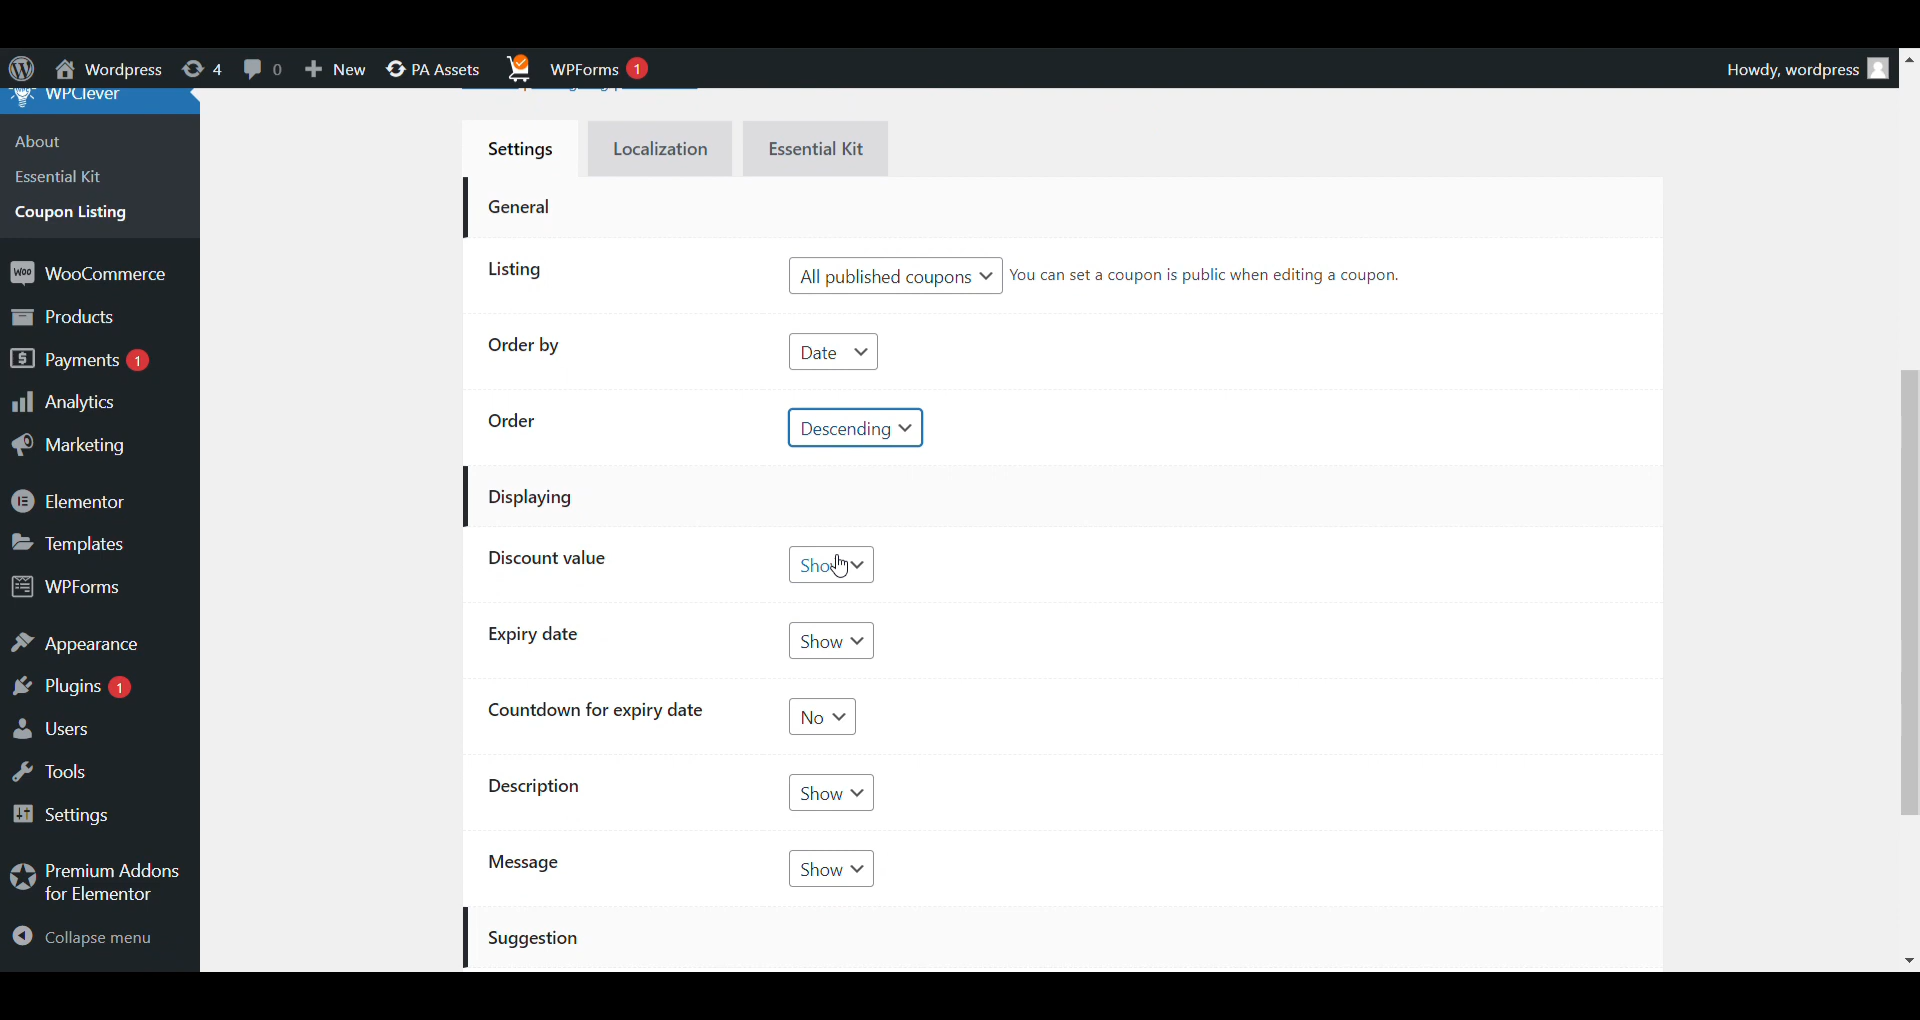 Wordpress 4 0 New PA Assets WPForms 1 Howdy, wordpress
WPClever
About
Essential Kit
Coupon Listing
WooCommerce
Products
Payments 1
Analytics
Marketing
Elementor
Templates
WPForms
Appearance
Plugins 1
Users
Tools
Settings
Premium Addons
for Elementor
Collapse menu
Settings Localization Essential Kit
General
Listing All published coupons You can set a coupon is public when editing a coupon.
Order by Date
Order Descending
Displaying
Discount value Show
Expiry date Show
Countdown for expiry date No
Description Show
Message Show
Suggestion